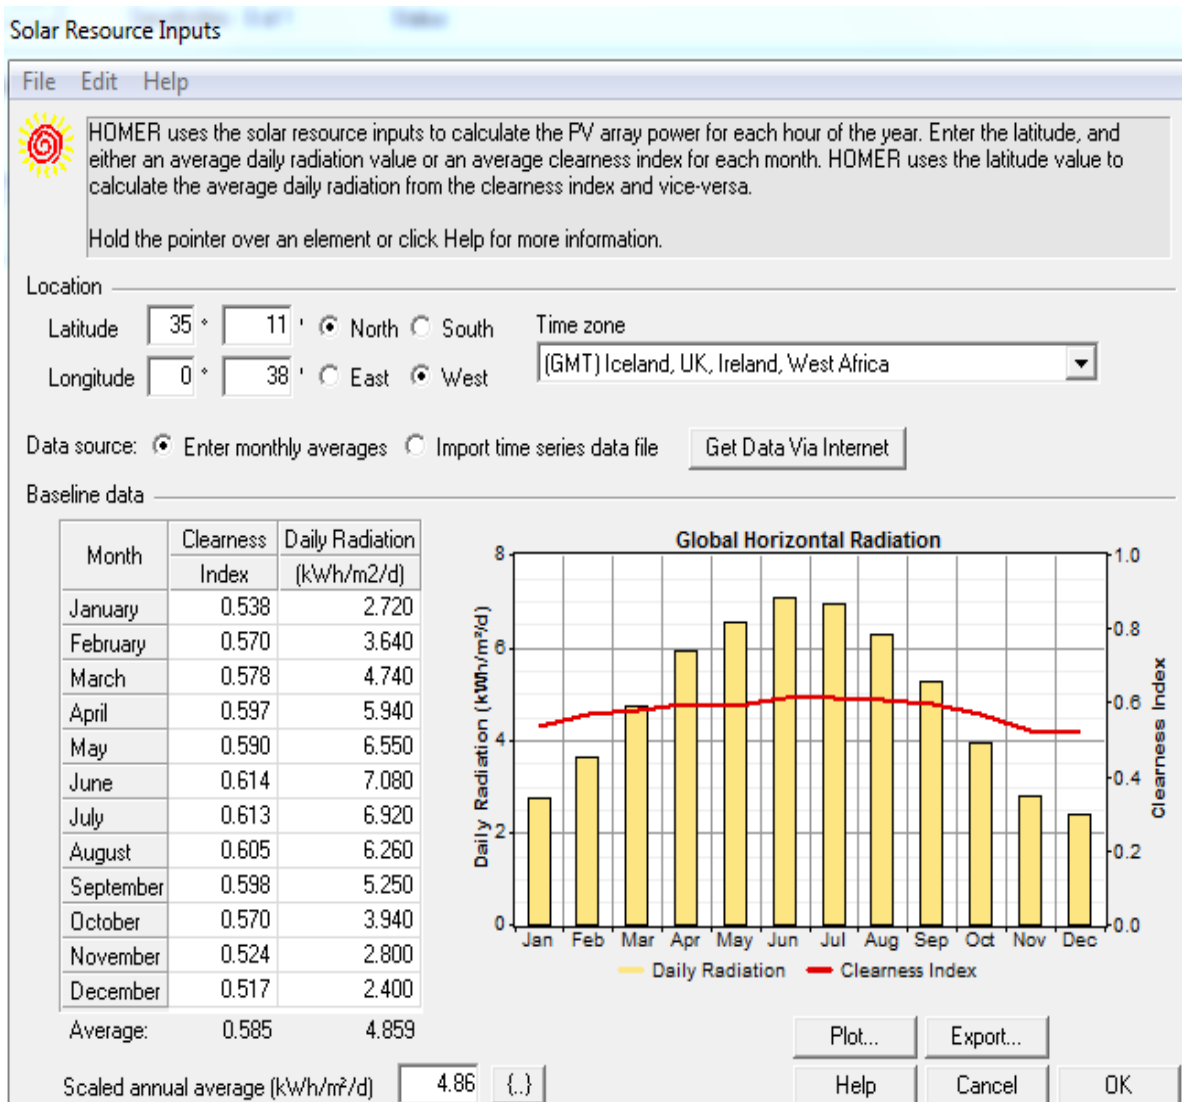 Solar Resource Inputs
File Edit Help
HOMER uses the solar resource inputs to calculate the PV array power for each hour of the year. Enter the latitude, and
either an average daily radiation value or an average clearness index for each month. HOMER uses the latitude value to
calculate the average daily radiation from the clearness index and vice-versa.
Hold the pointer over an element or click Help for more information.
Location
Latitude 35 ° 11 ' North South Time zone
Longitude 0 ° 38 ' East West (GMT) Iceland, UK, Ireland, West Africa
Data source: Enter monthly averages Import time series data file Get Data Via Internet
Baseline data
Month Clearness Index Daily Radiation (kWh/m2/d)
January 0.538 2.720
February 0.570 3.640
March 0.578 4.740
April 0.597 5.940
May 0.590 6.550
June 0.614 7.080
July 0.613 6.920
August 0.605 6.260
September 0.598 5.250
October 0.570 3.940
November 0.524 2.800
December 0.517 2.400
Average: 0.585 4.859
Scaled annual average (kWh/m²/d) 4.86 {..}
Global Horizontal Radiation
Daily Radiation (kWh/m²/d)
8
6
4
2
0
1.0
0.8
0.6
0.4
0.2
0.0
Clearness Index
Jan Feb Mar Apr May Jun Jul Aug Sep Oct Nov Dec
Daily Radiation Clearness Index
Plot... Export...
Help Cancel OK